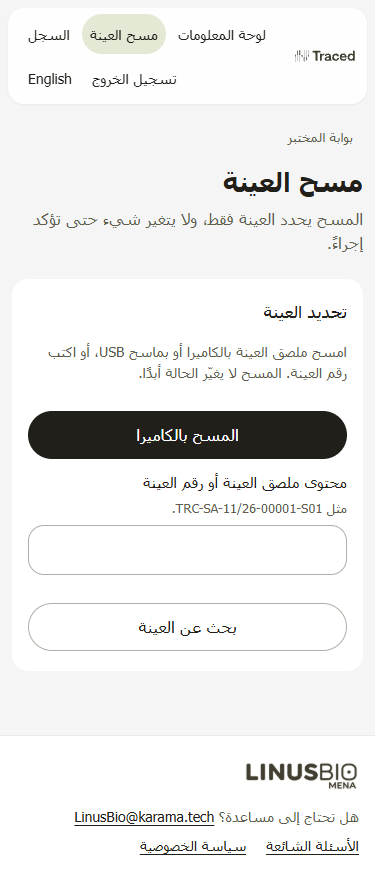 Traced
لوحة المعلومات
مسح العينة
السجل
تسجيل الخروج
English
بوابة المختبر
مسح العينة
المسح يحدد العينة فقط، ولا يتغير شيء حتى تؤكد
إجراءً.
تحديد العينة
امسح ملصق العينة بالكاميرا أو بماسح USB، أو اكتب
رقم العينة. المسح لا يغيّر الحالة أبدًا.
المسح بالكاميرا
محتوى ملصق العينة أو رقم العينة
مثل TRC-SA-11/26-00001-S01.
بحث عن العينة
LINUSBIO
MENA
هل تحتاج إلى مساعدة؟ LinusBio@karama.tech
الأسئلة الشائعة
سياسة الخصوصية